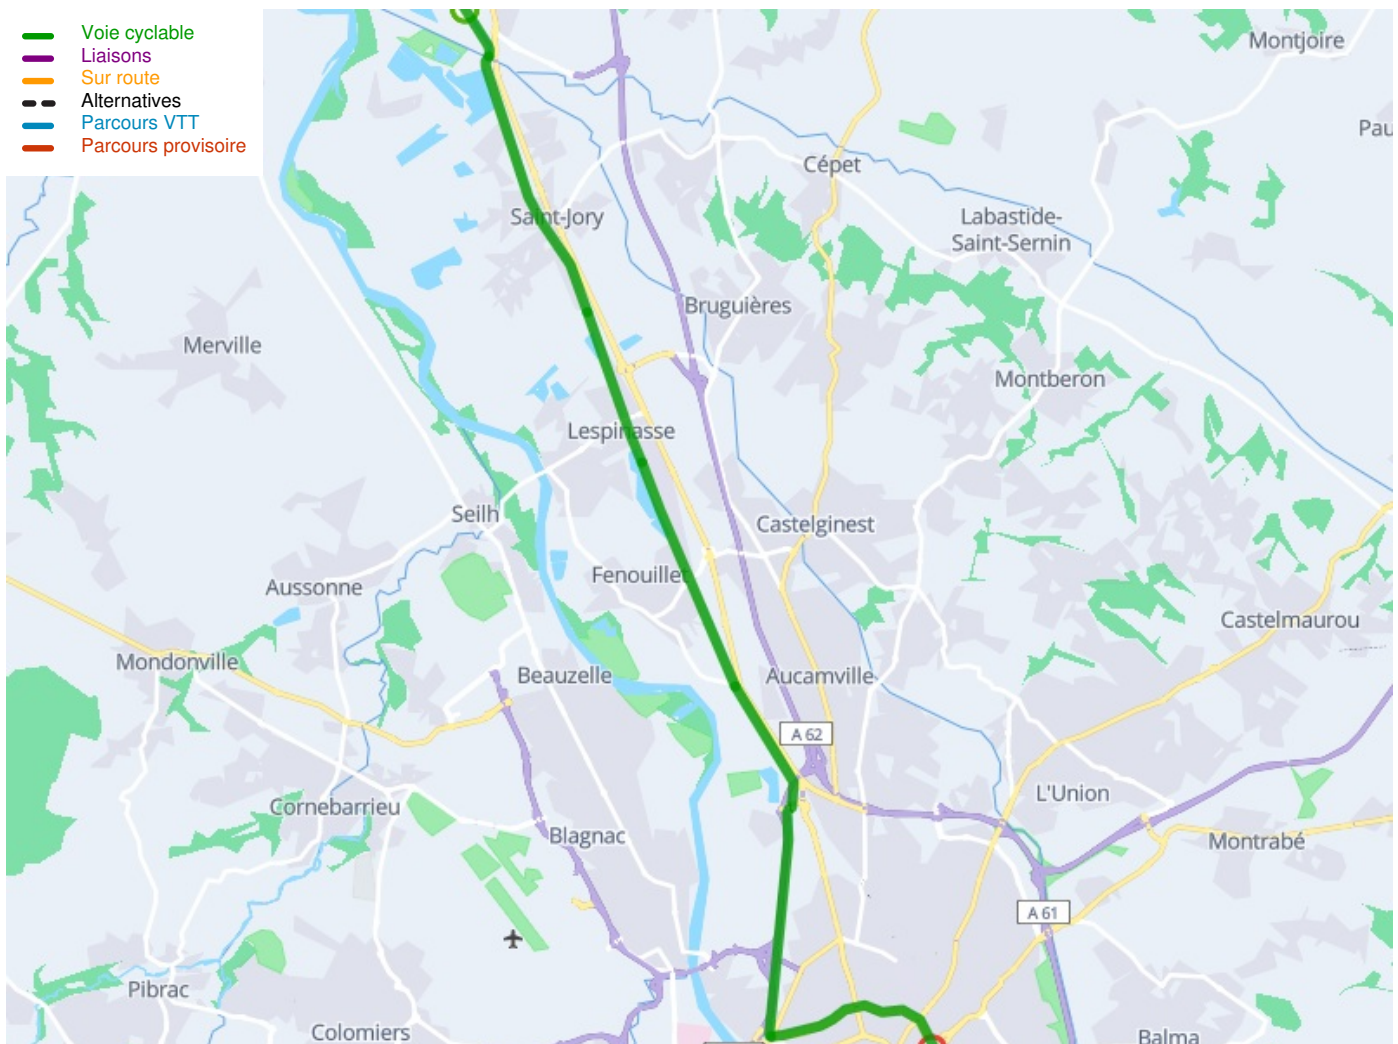 Voie cyclable
Liaisons
Sur route
Alternatives
Parcours VTT
Parcours provisoire
Montjoire
Pau
Cépet
Saint-Jory
Labastide-
Saint-Sernin
Bruguières
Merville
Montberon
Lespinasse
Seilh
Castelginest
Fenouillet
Aussonne
Castelmaurou
Mondonville
Beauzelle
Aucamville
A 62
L'Union
Cornebarrieu
Blagnac
Montrabé
A 61
Pibrac
Colomiers
Balma